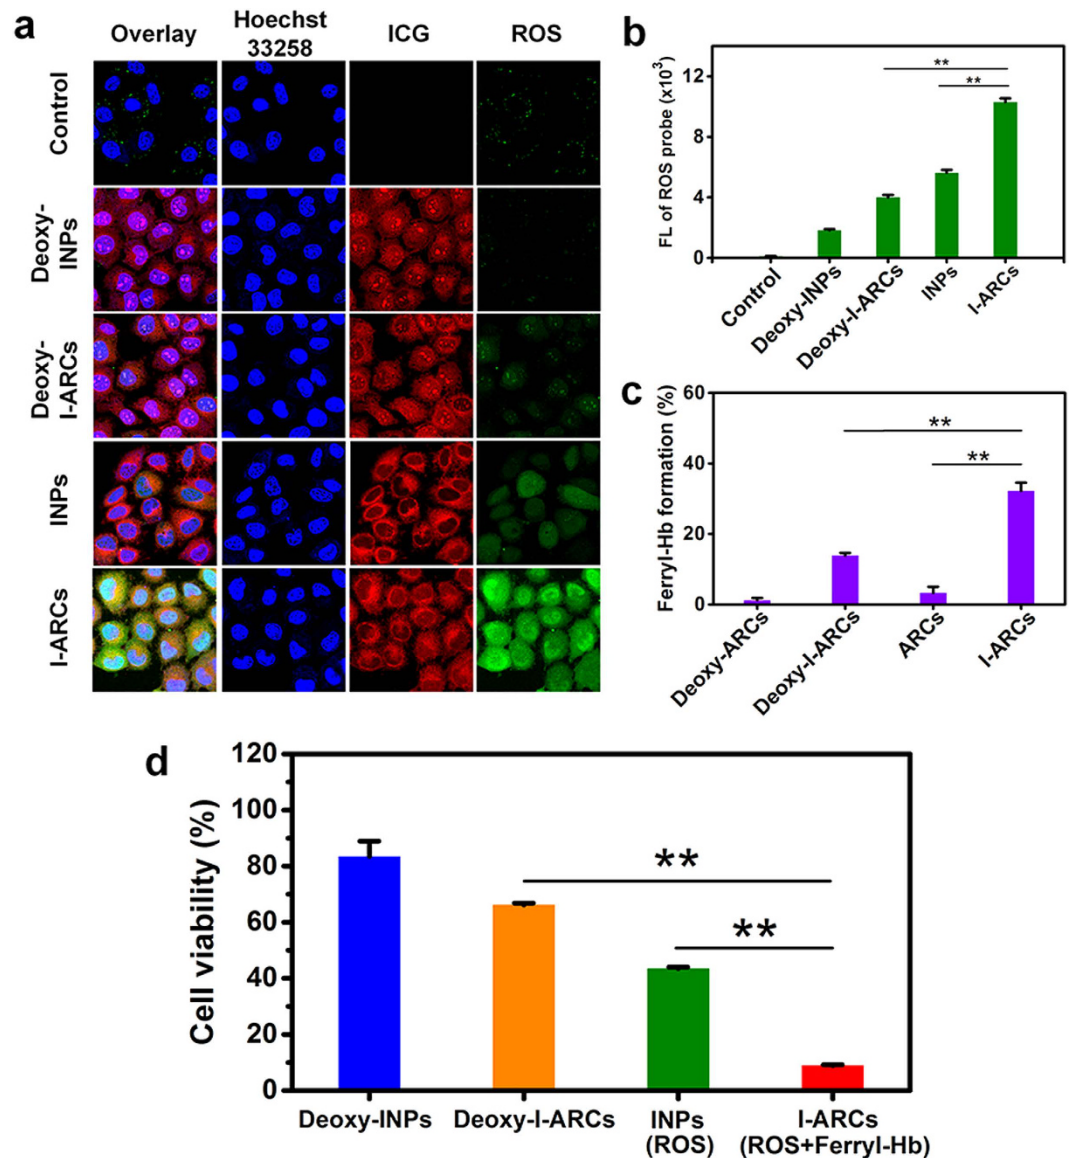 a
Overlay
Hoechst
33258
ICG
ROS
Control
Deoxy-
INPs
Deoxy-
I-ARCs
INPs
I-ARCs
b
FL of ROS probe (x10³)
12
8
4
0
**
**
Control
Deoxy-INPs
Deoxy-I-ARCs
INPs
I-ARCs
c
Ferryl-Hb formation (%)
60
40
20
0
**
**
Deoxy-ARCs
Deoxy-I-ARCs
ARCs
I-ARCs
d
Cell viability (%)
120
100
80
60
40
20
0
**
**
Deoxy-INPs
Deoxy-I-ARCs
INPs
(ROS)
I-ARCs
(ROS+Ferryl-Hb)